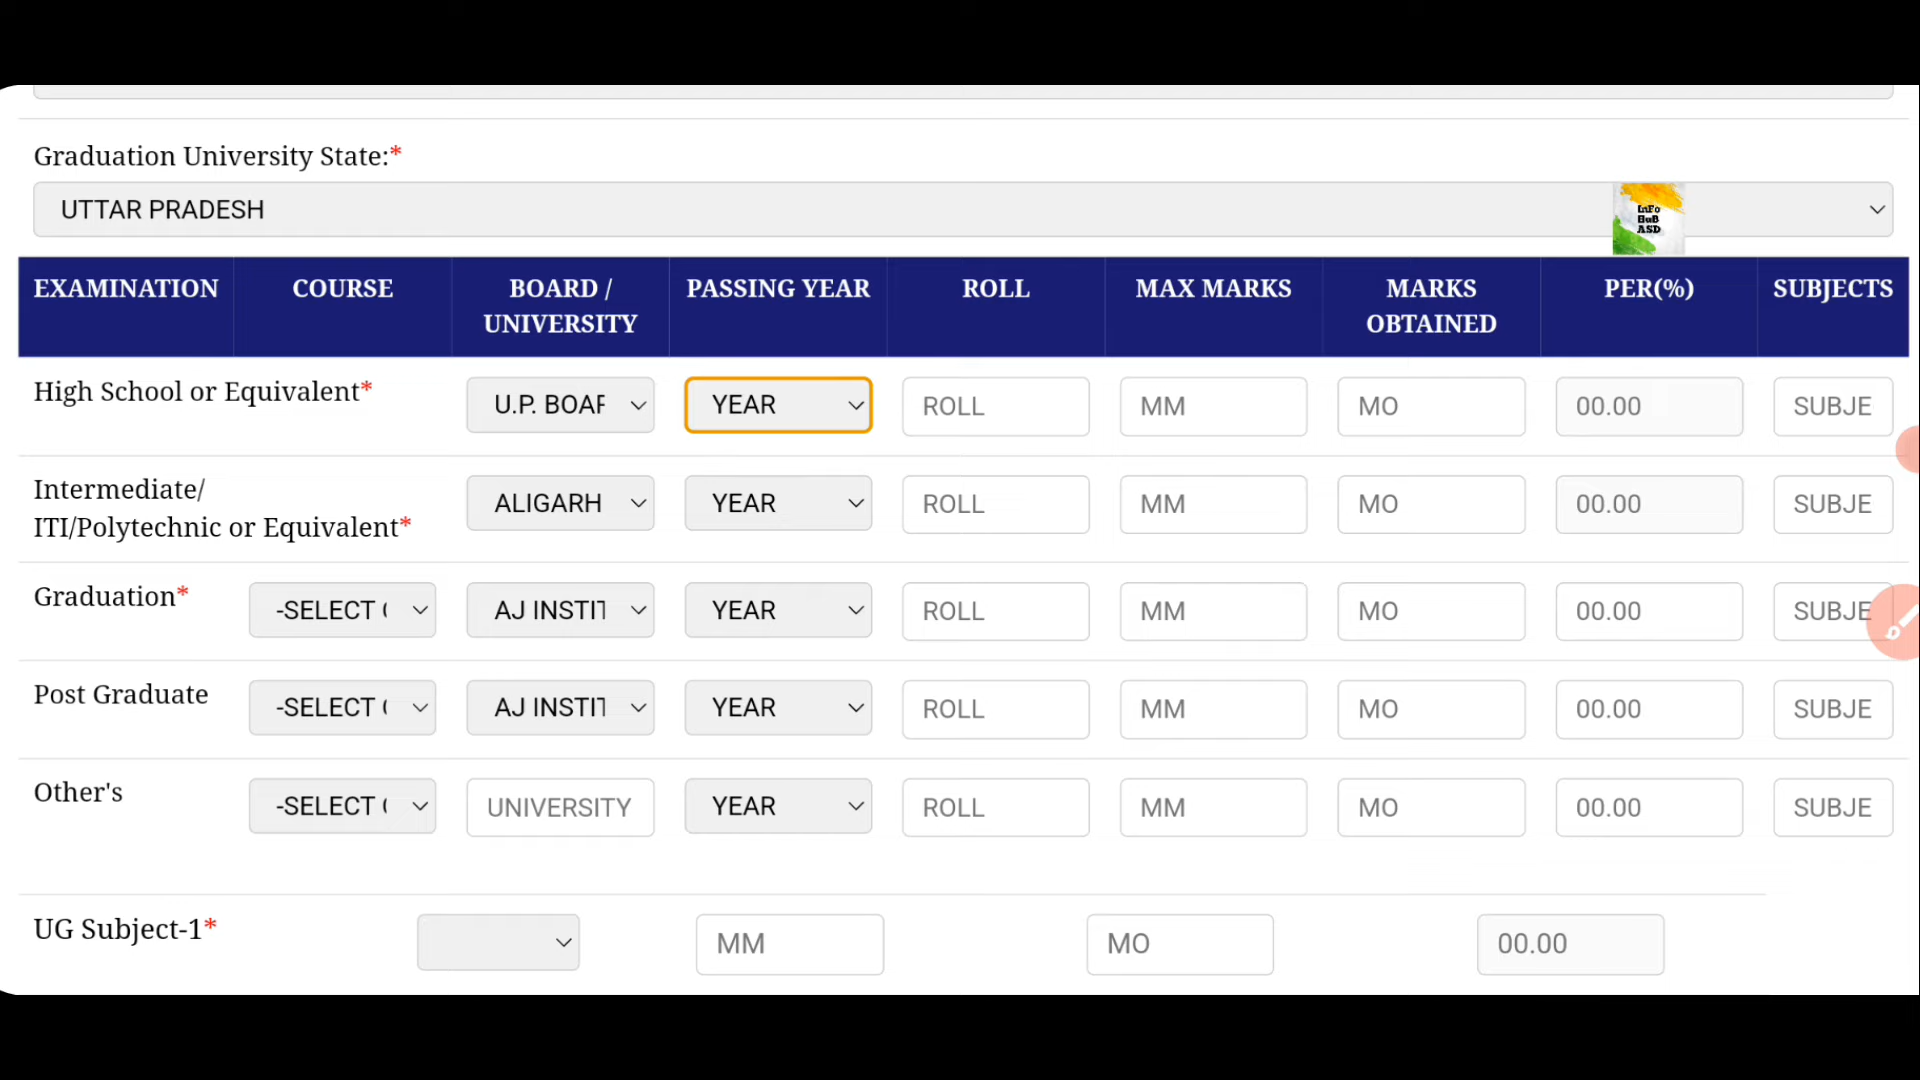 Graduation University State:*
UTTAR PRADESH
InFo
HuB
ASD
EXAMINATION COURSE BOARD / UNIVERSITY PASSING YEAR ROLL MAX MARKS MARKS OBTAINED PER(%) SUBJECTS
High School or Equivalent* U.P. BOAR YEAR ROLL MM MO 00.00 SUBJE
Intermediate/
ITI/Polytechnic or Equivalent* ALIGARH YEAR ROLL MM MO 00.00 SUBJE
Graduation* -SELECT AJ INSTIT YEAR ROLL MM MO 00.00 SUBJE
Post Graduate -SELECT AJ INSTIT YEAR ROLL MM MO 00.00 SUBJE
Other's -SELECT UNIVERSITY YEAR ROLL MM MO 00.00 SUBJE
UG Subject-1* MM MO 00.00